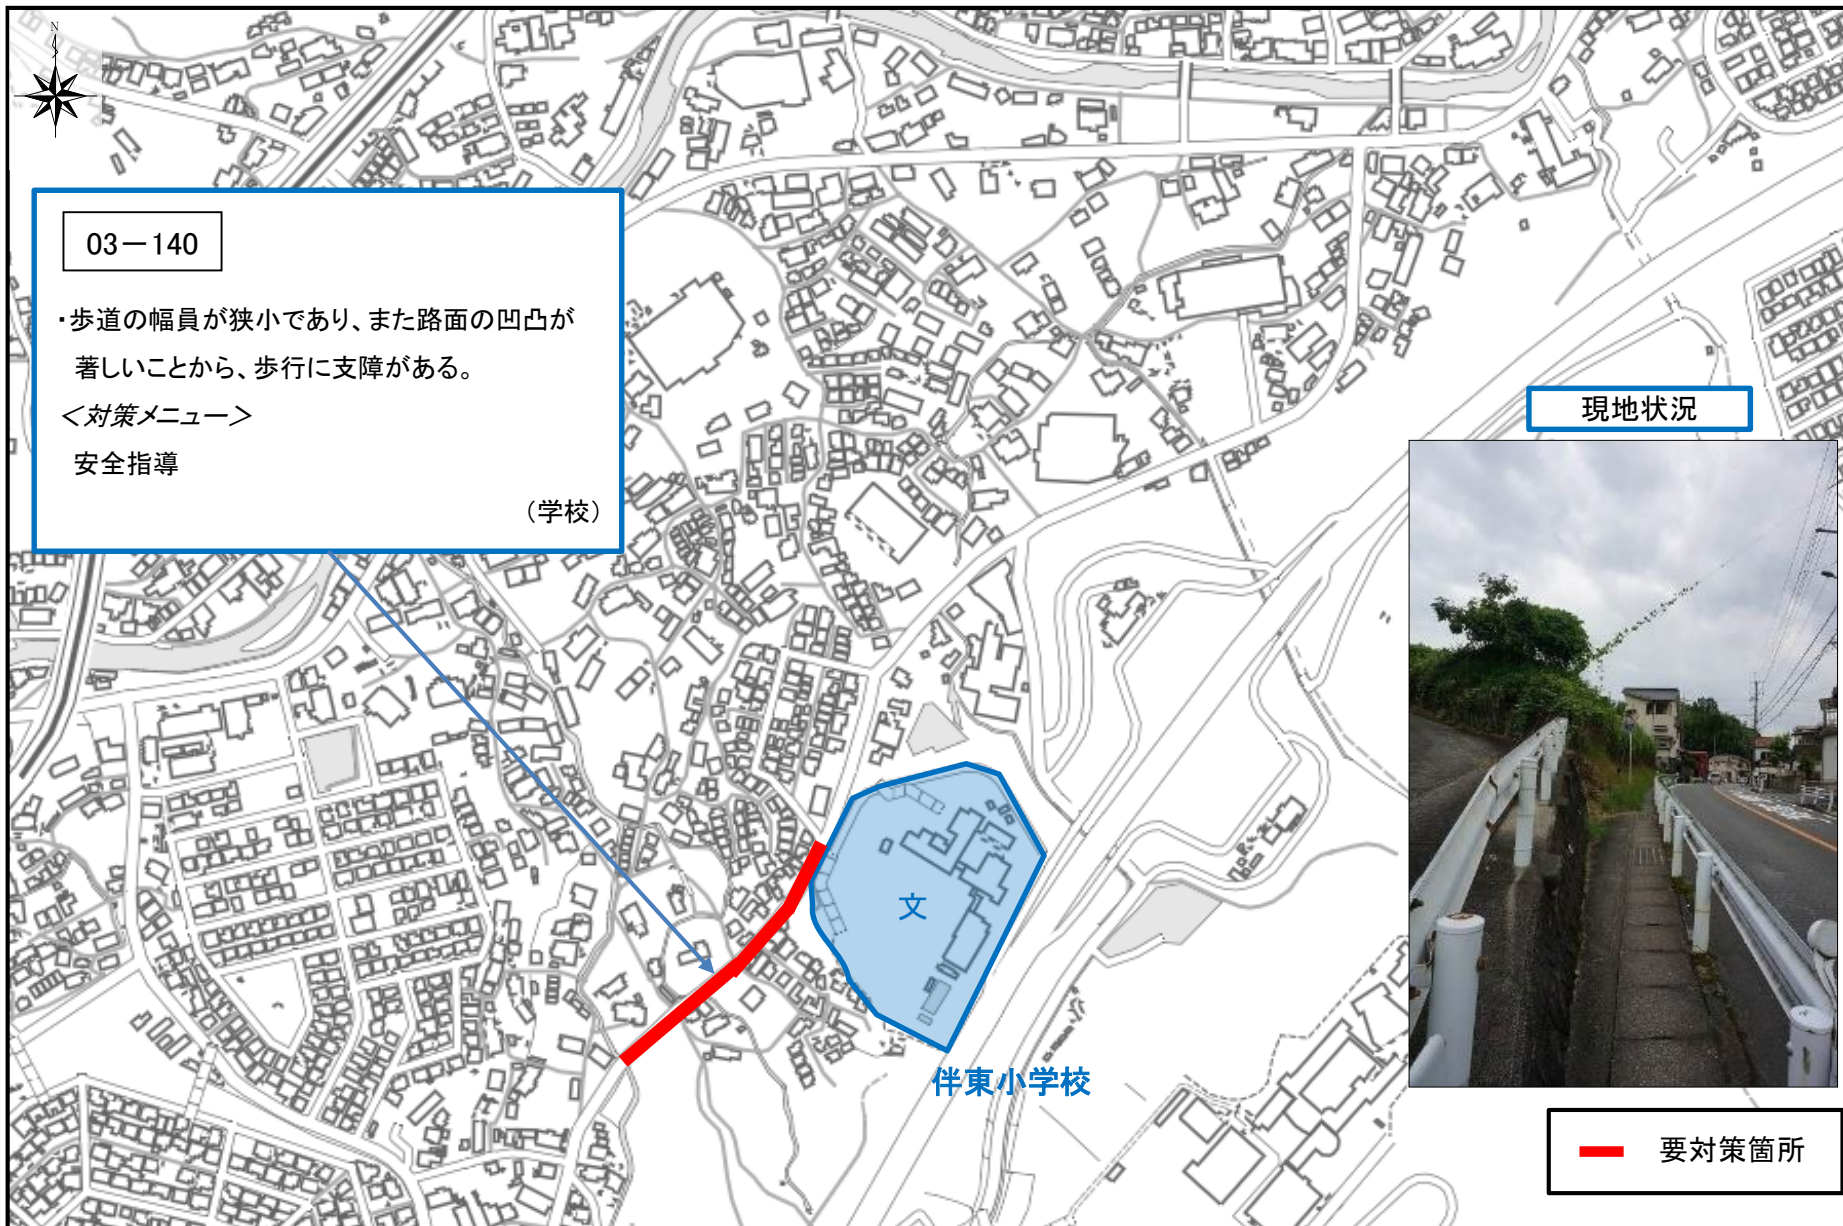 N
03－140
・歩道の幅員が狭小であり、また路面の凹凸が
著しいことから、歩行に支障がある。
＜対策メニュー＞
安全指導
（学校）
現地状況
文
伴東小学校
要対策箇所